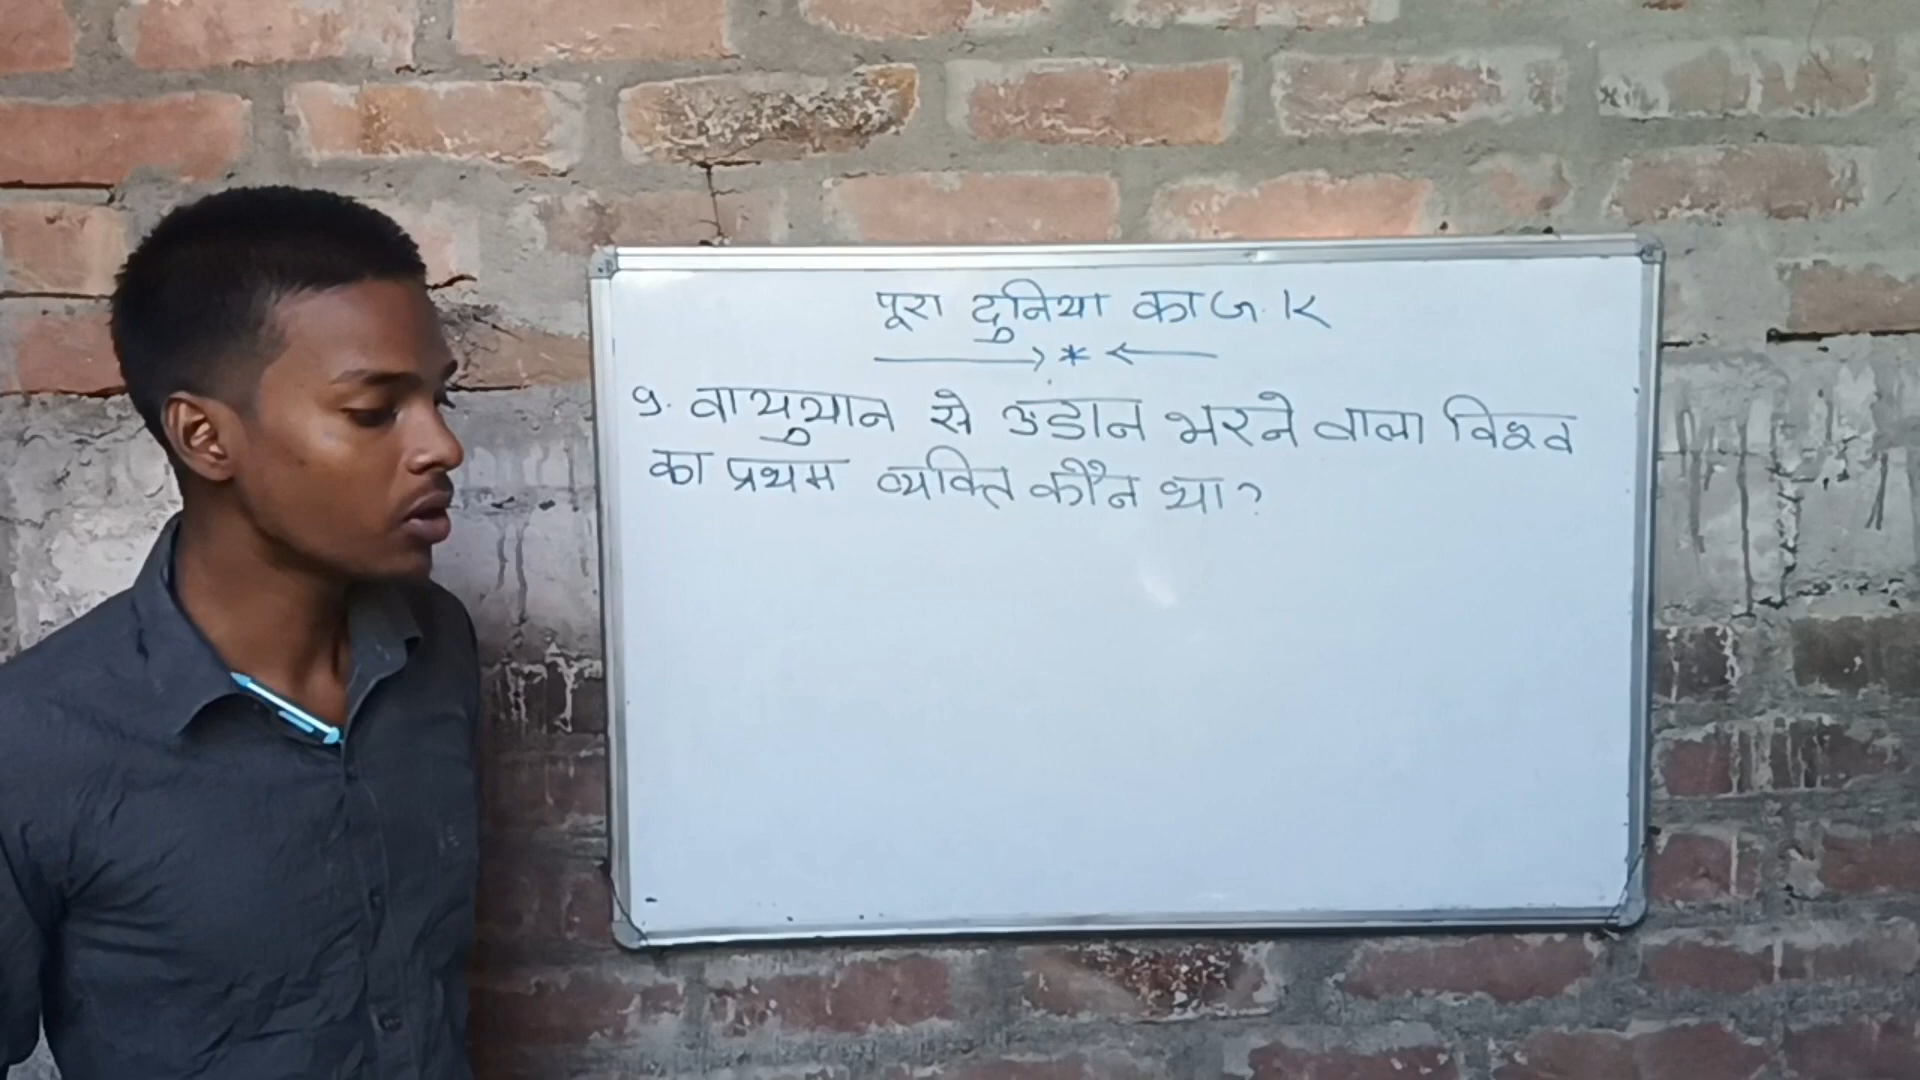 पूरा दुनिया का G.K
→ * ←
१. वायुयान से उडान भरने वाला विश्व
का प्रथम व्यक्ति कौन था?